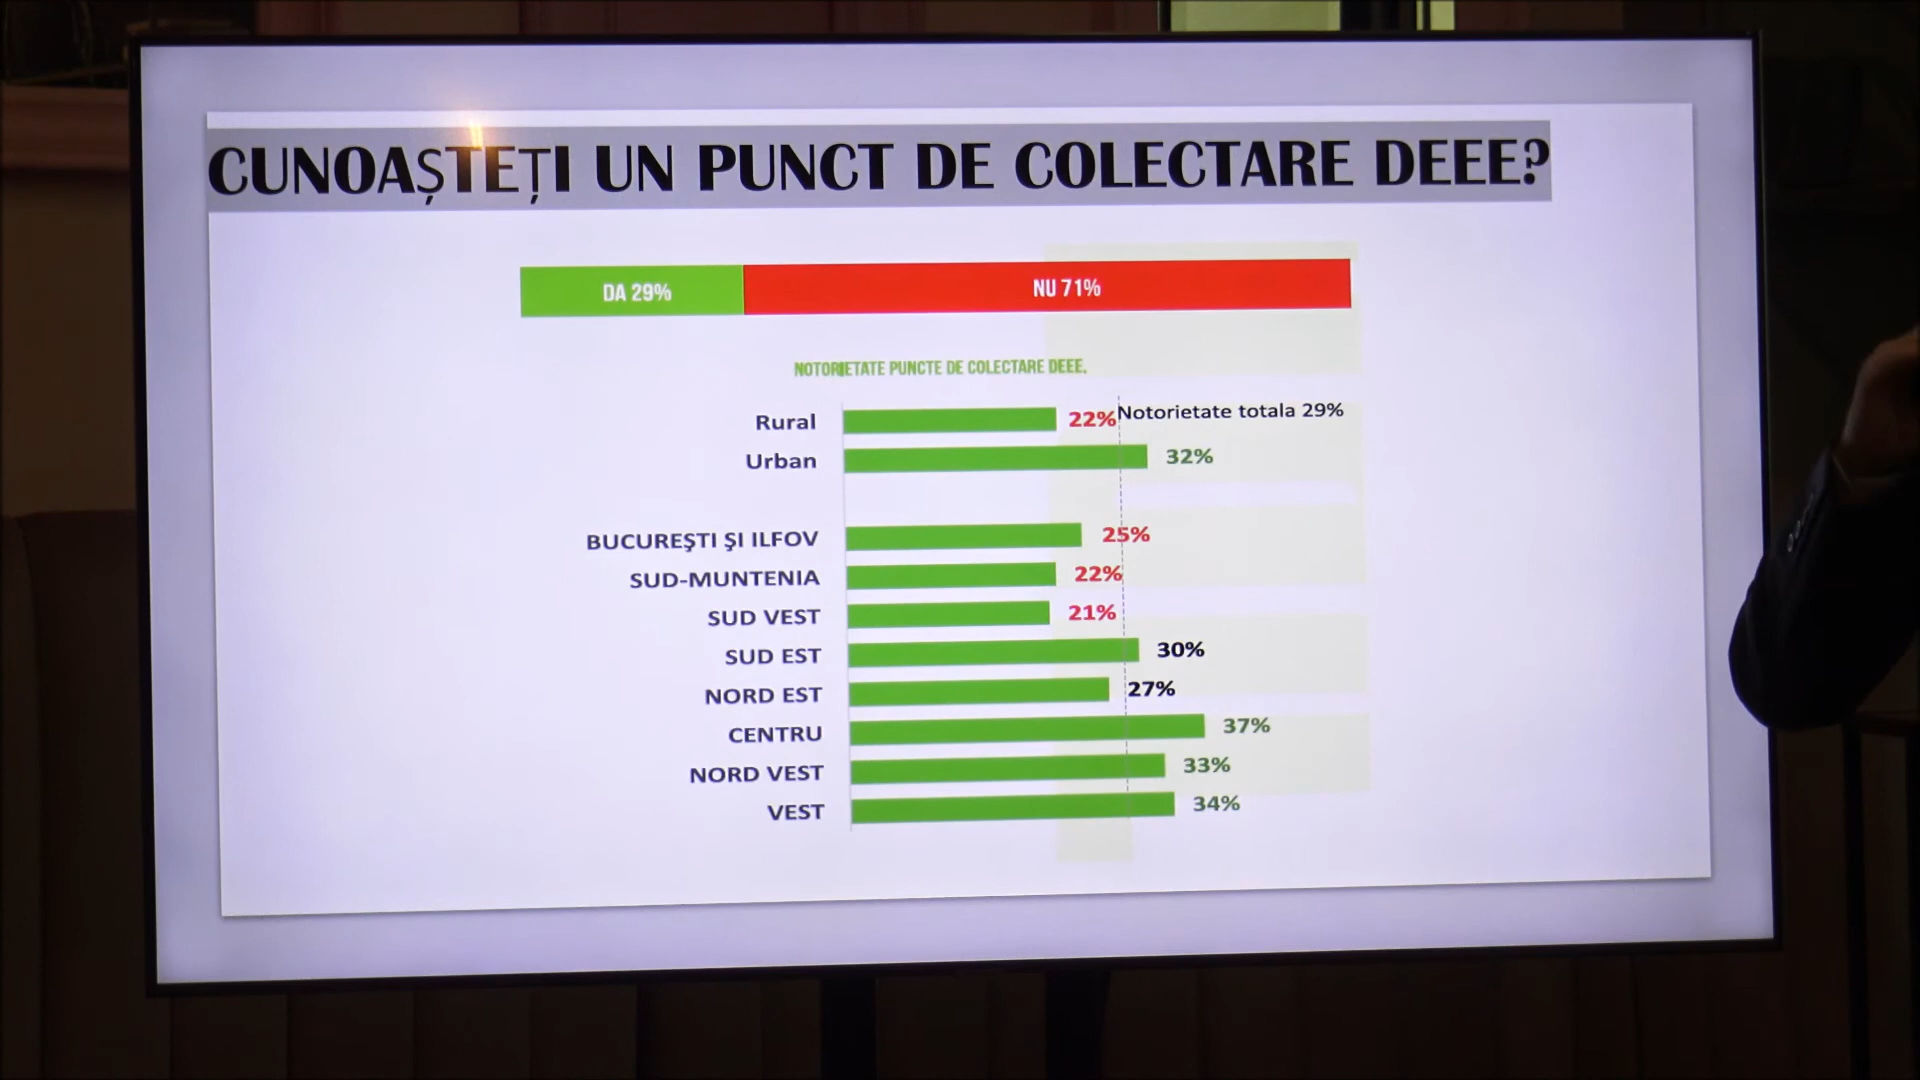 CUNOAȘTEȚI UN PUNCT DE COLECTARE DEEE?
DA 29% NU 71%
NOTORIETATE PUNCTE DE COLECTARE DEEE.
Rural 22% Notorietate totala 29%
Urban 32%
BUCUREŞTI ŞI ILFOV 25%
SUD-MUNTENIA 22%
SUD VEST 21%
SUD EST 30%
NORD EST 27%
CENTRU 37%
NORD VEST 33%
VEST 34%